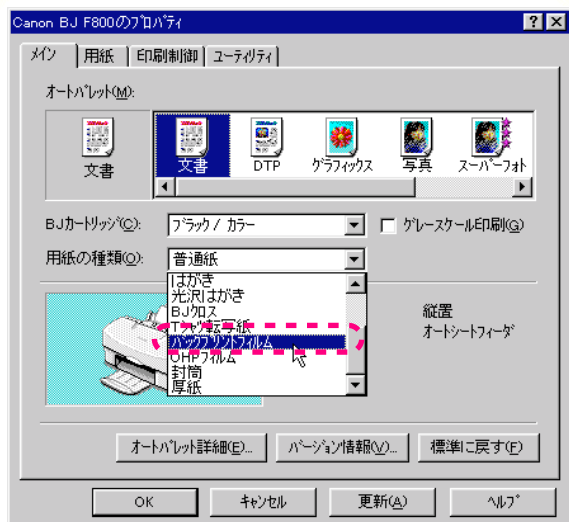 Canon BJ F800のプロパティ
メイン 用紙 印刷制御 ユーティリティ
オートパレット(M):
文書
文書 DTP グラフィックス 写真 スーパーフォト
BJカートリッジ(C): ブラック / カラー グレースケール印刷(G)
用紙の種類(O): 普通紙
はがき
光沢はがき
BJクロス
Tシャツ転写紙
バックプリントフィルム
OHPフィルム
封筒
厚紙
縦置
オートシートフィーダ
オートパレット詳細(E)... バージョン情報(V)... 標準に戻す(F)
OK キャンセル 更新(A) ヘルプ